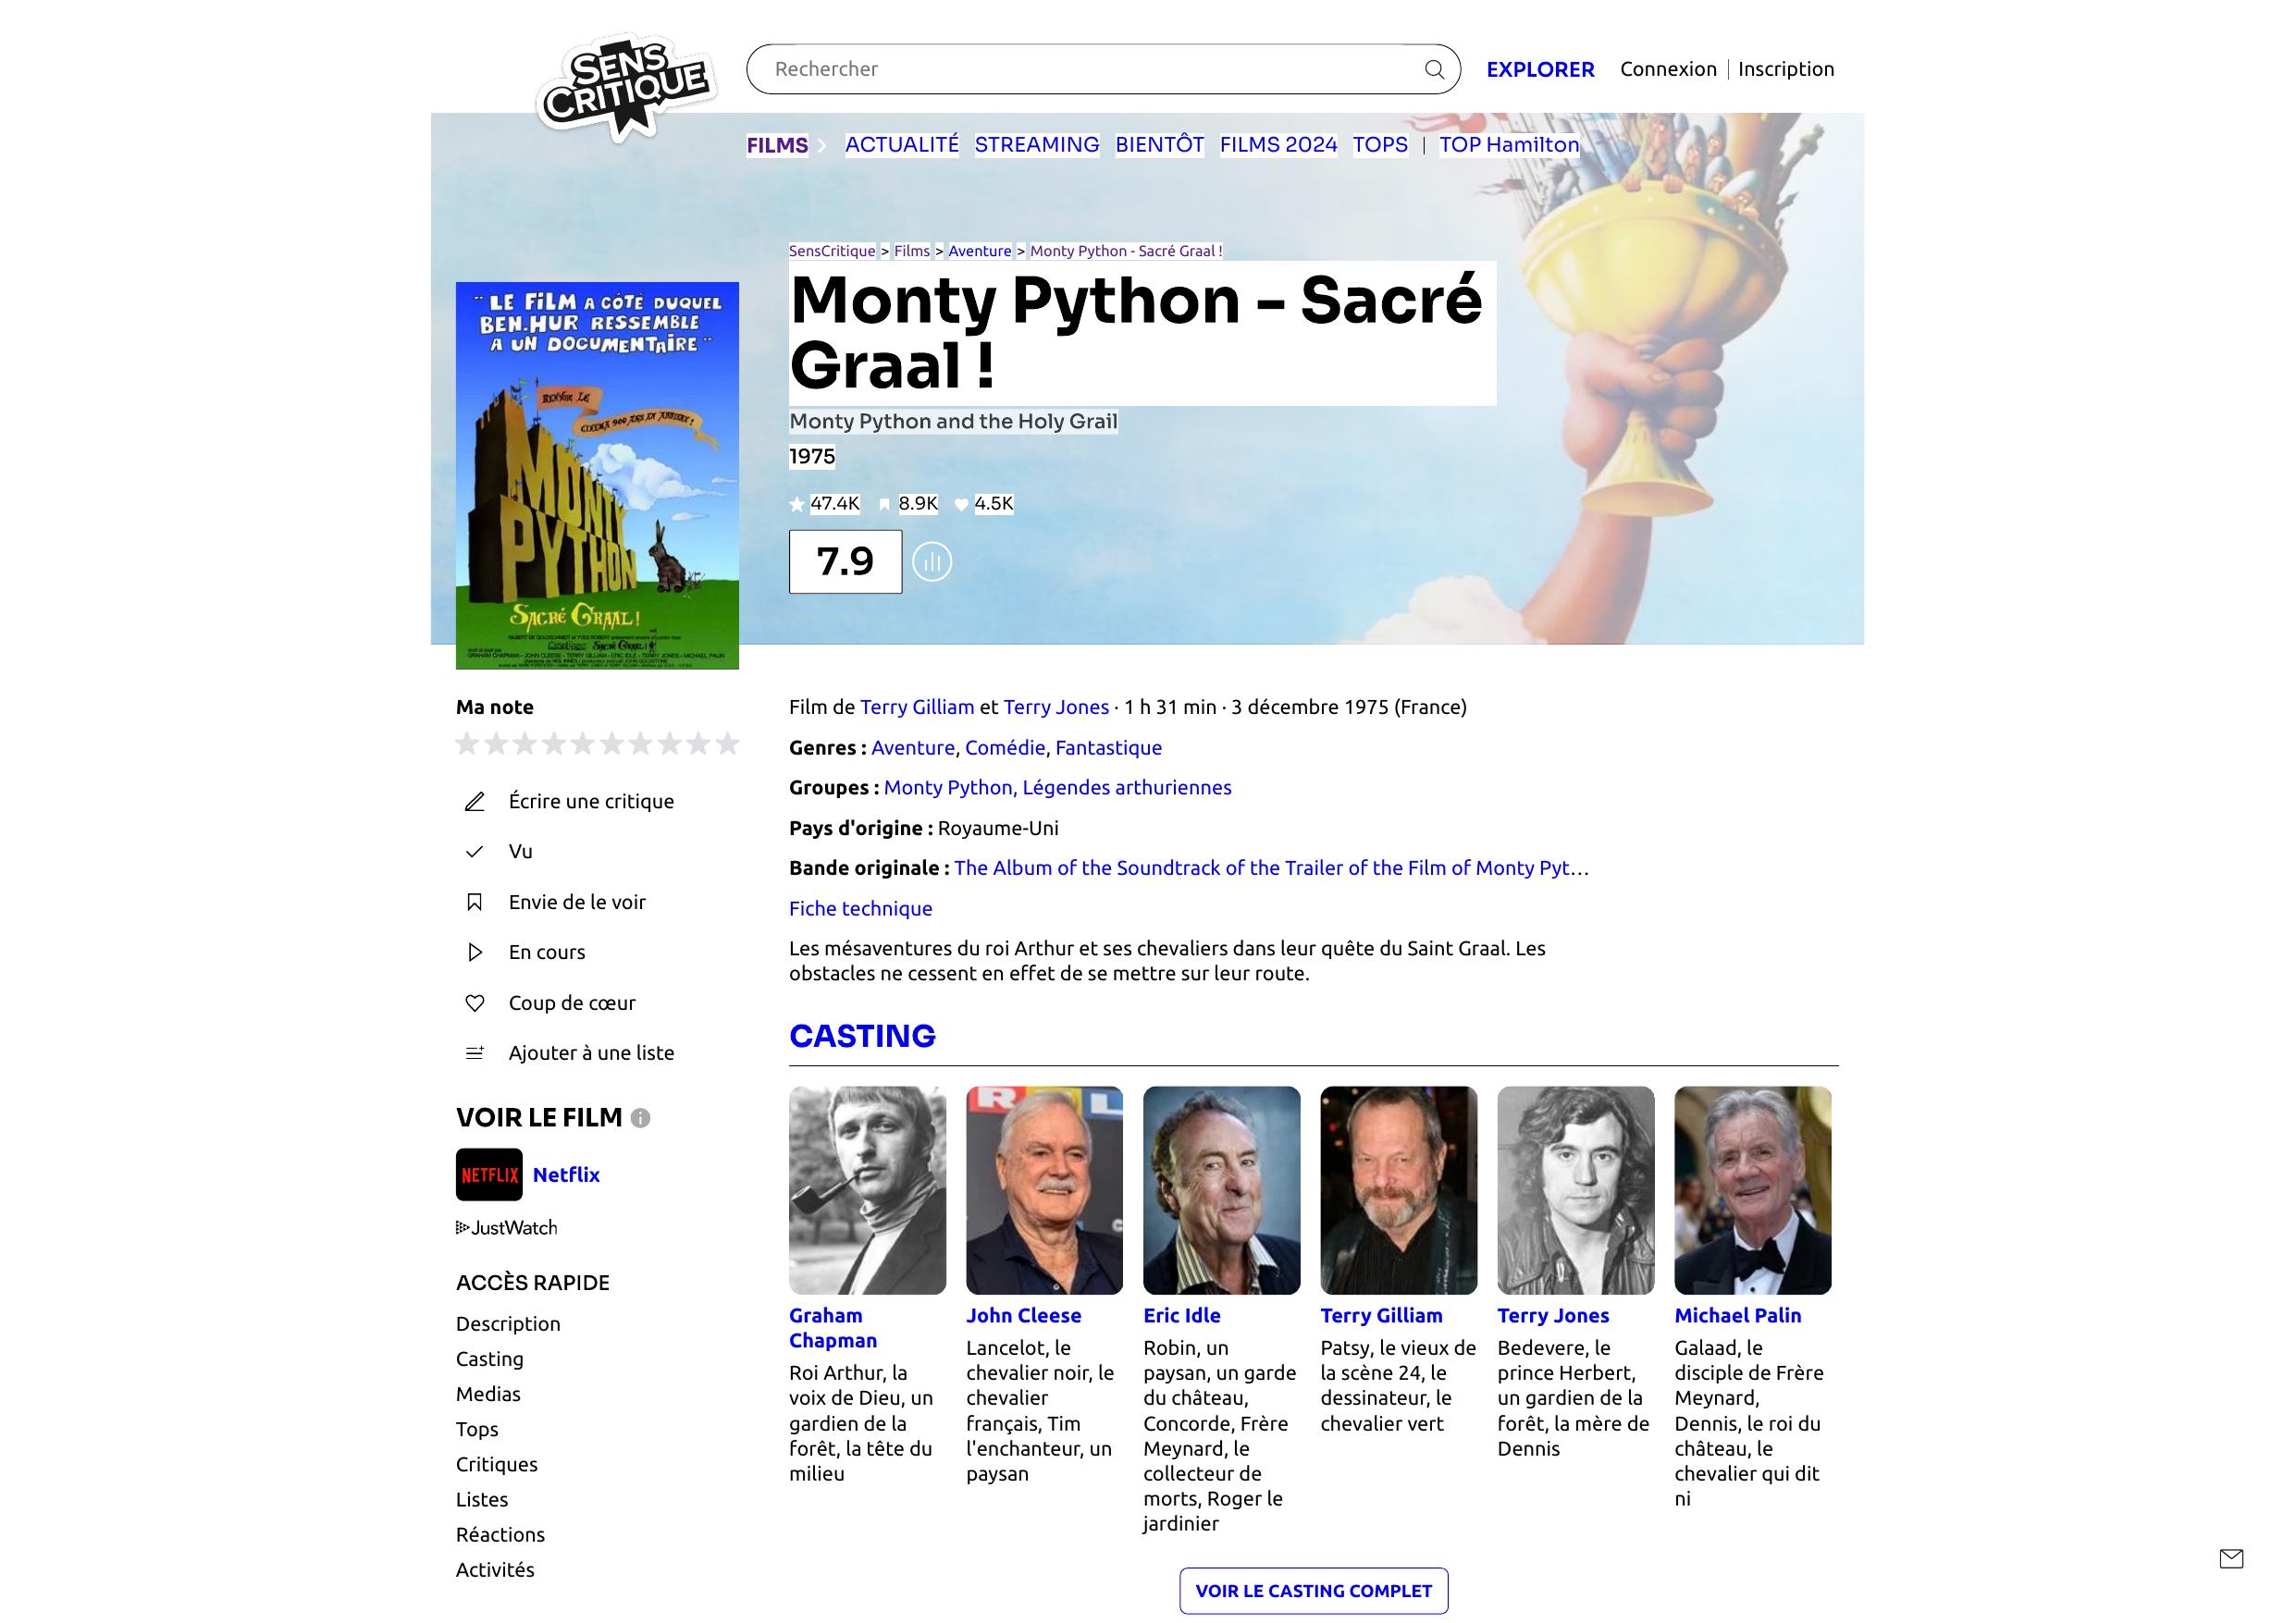 SENS
CRITIQUE
Rechercher
EXPLORER
Connexion
Inscription
FILMS
ACTUALITÉ
STREAMING
BIENTÔT
FILMS 2024
TOPS
|
TOP Hamilton
SensCritique > Films > Aventure > Monty Python - Sacré Graal !
Monty Python - Sacré
Graal !
Monty Python and the Holy Grail
1975
47.4K
8.9K
4.5K
7.9
"LE FiLM A CÔTÉ DUQUEL
BEN.HUR RESSEMBLE
A UN DOCUMENTAIRE"
MONTY
PYTHON
SACRÉ GRAAL !
GRAHAM CHAPMAN - JOHN CLEESE - TERRY GILLIAM - ERIC IDLE - TERRY JONES - MICHAEL PALIN
Ma note
Écrire une critique
Vu
Envie de le voir
En cours
Coup de cœur
Ajouter à une liste
VOIR LE FILM
NETFLIX
Netflix
JustWatch
ACCÈS RAPIDE
Description
Casting
Medias
Tops
Critiques
Listes
Réactions
Activités
Film de Terry Gilliam et Terry Jones · 1 h 31 min · 3 décembre 1975 (France)
Genres : Aventure, Comédie, Fantastique
Groupes : Monty Python, Légendes arthuriennes
Pays d'origine : Royaume-Uni
Bande originale : The Album of the Soundtrack of the Trailer of the Film of Monty Pyt…
Fiche technique
Les mésaventures du roi Arthur et ses chevaliers dans leur quête du Saint Graal. Les
obstacles ne cessent en effet de se mettre sur leur route.
CASTING
RTL
Graham
Chapman
Roi Arthur, la
voix de Dieu, un
gardien de la
forêt, la tête du
milieu
John Cleese
Lancelot, le
chevalier noir, le
chevalier
français, Tim
l'enchanteur, un
paysan
Eric Idle
Robin, un
paysan, un garde
du château,
Concorde, Frère
Meynard, le
collecteur de
morts, Roger le
jardinier
Terry Gilliam
Patsy, le vieux de
la scène 24, le
dessinateur, le
chevalier vert
Terry Jones
Bedevere, le
prince Herbert,
un gardien de la
forêt, la mère de
Dennis
Michael Palin
Galaad, le
disciple de Frère
Meynard,
Dennis, le roi du
château, le
chevalier qui dit
ni
VOIR LE CASTING COMPLET